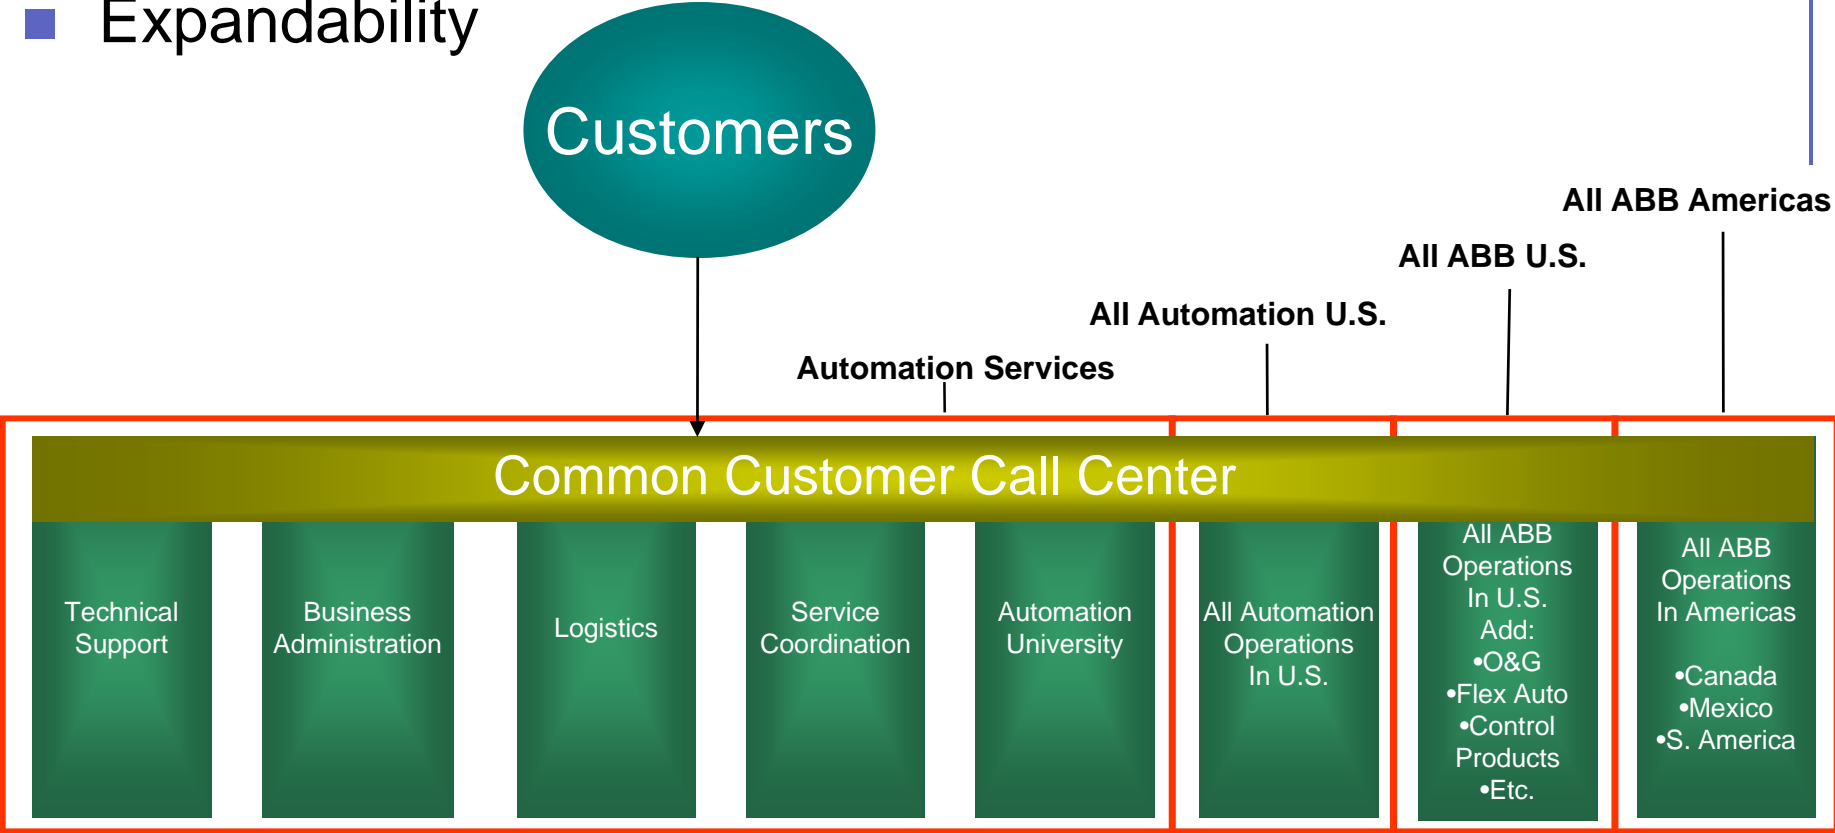 Expandability
Customers
All ABB Americas
All ABB U.S.
All Automation U.S.
Automation Services
Common Customer Call Center
Technical
Support
Business
Administration
Logistics
Service
Coordination
Automation
University
All Automation
Operations
In U.S.
All ABB
Operations
In U.S.
Add:
•O&G
•Flex Auto
•Control
Products
•Etc.
All ABB
Operations
In Americas
•Canada
•Mexico
•S. America